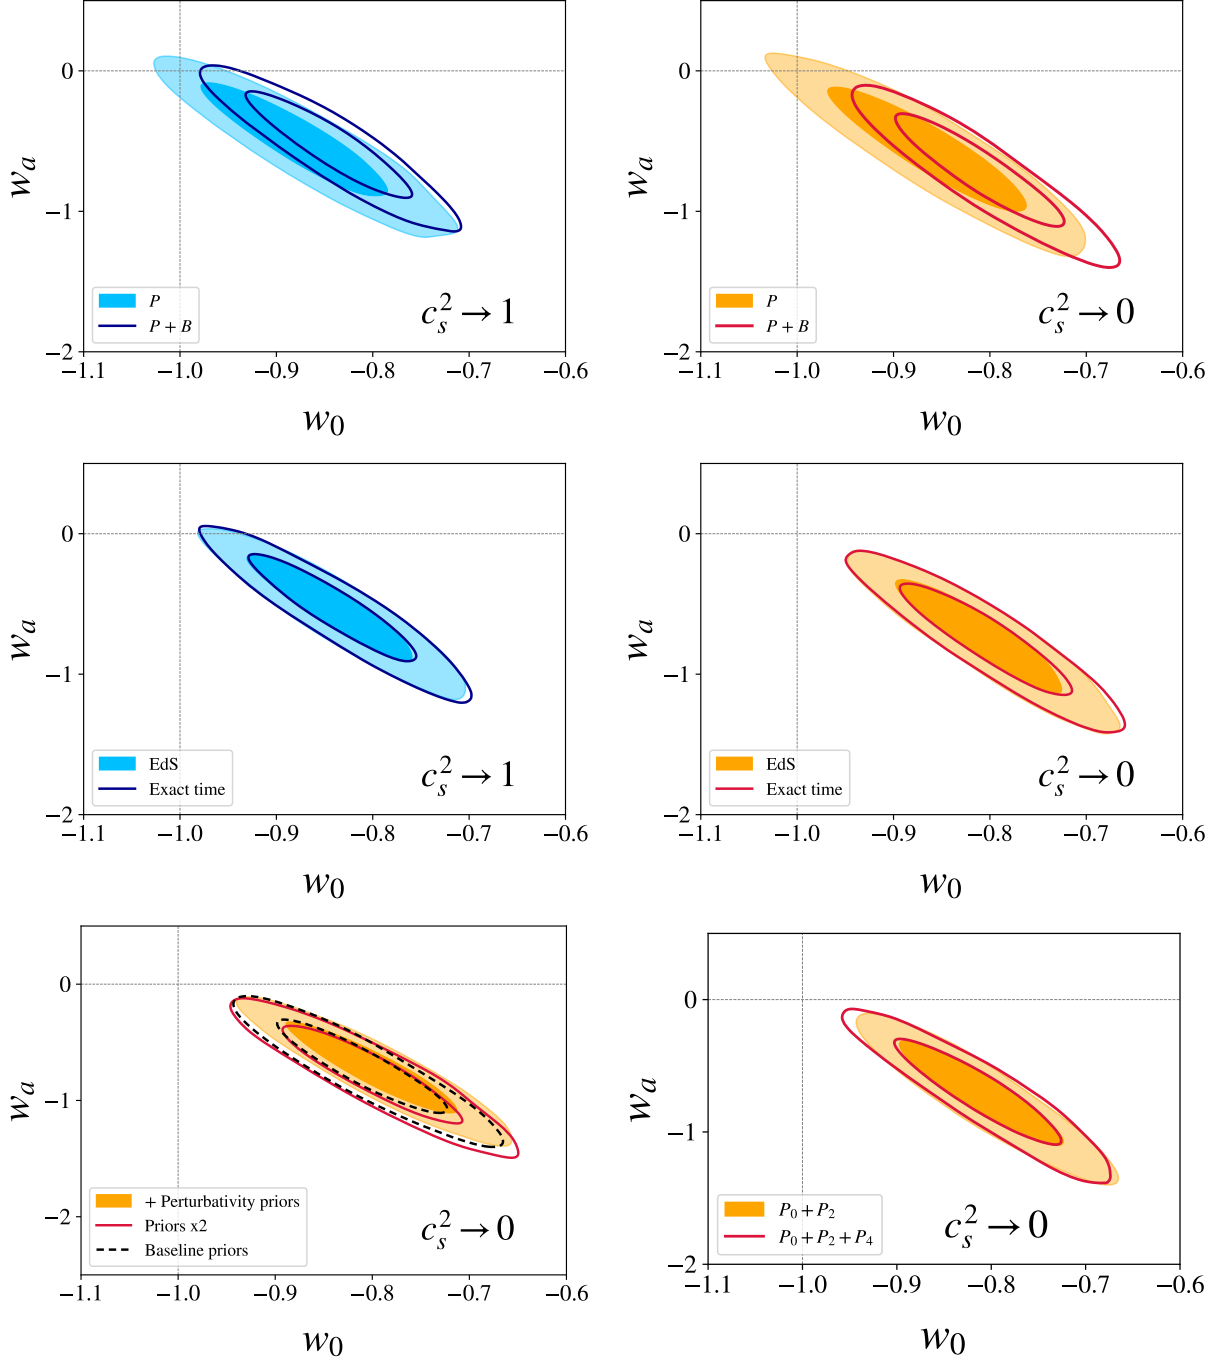 0
−1
−2
w_a
P
P + B
c_s^2 → 1
−1.1 −1.0 −0.9 −0.8 −0.7 −0.6
w_0
0
−1
−2
w_a
P
P + B
c_s^2 → 0
−1.1 −1.0 −0.9 −0.8 −0.7 −0.6
w_0
0
−1
−2
w_a
EdS
Exact time
c_s^2 → 1
−1.1 −1.0 −0.9 −0.8 −0.7 −0.6
w_0
0
−1
−2
w_a
EdS
Exact time
c_s^2 → 0
−1.1 −1.0 −0.9 −0.8 −0.7 −0.6
w_0
0
−1
−2
w_a
+ Perturbativity priors
Priors x2
Baseline priors
c_s^2 → 0
−1.1 −1.0 −0.9 −0.8 −0.7 −0.6
w_0
0
−1
−2
w_a
P_0 + P_2
P_0 + P_2 + P_4
c_s^2 → 0
−1.1 −1.0 −0.9 −0.8 −0.7 −0.6
w_0